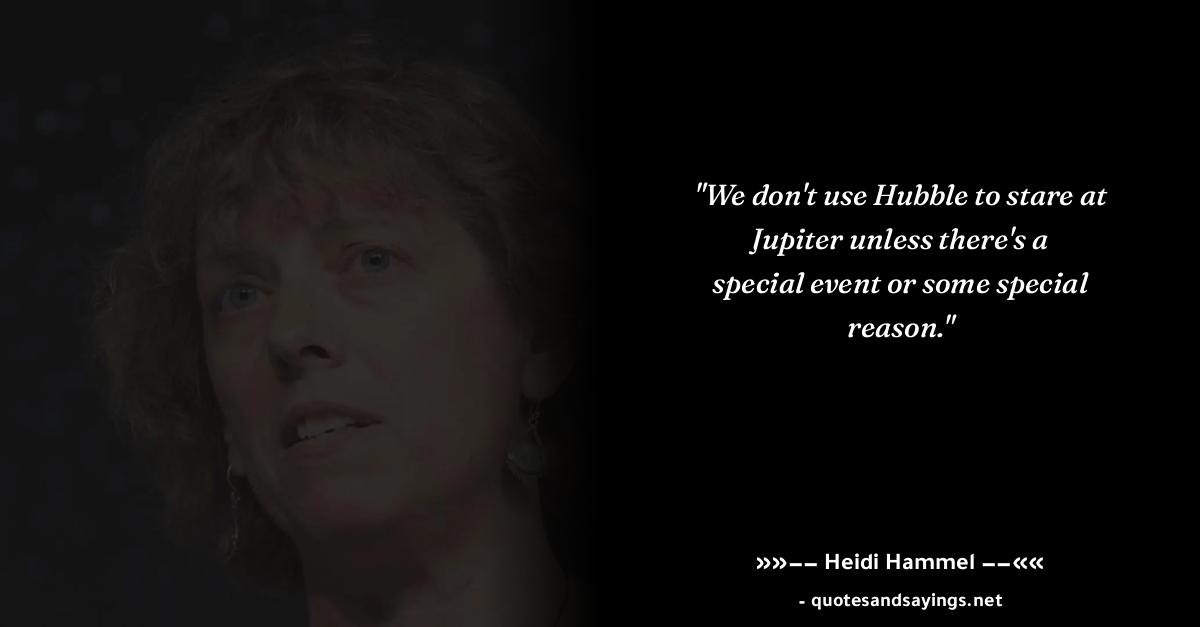 "We don't use Hubble to stare at
Jupiter unless there's a
special event or some special
reason."
»»−− Heidi Hammel −−««
- quotesandsayings.net